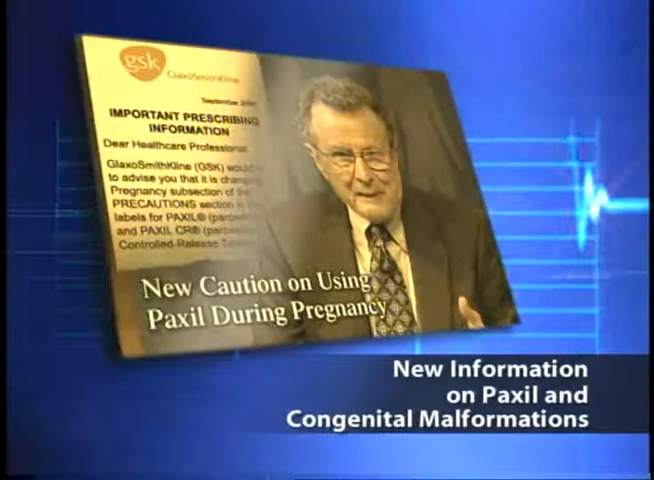 gsk
GlaxoSmithKline
September
IMPORTANT PRESCRIBING
INFORMATION
Dear Healthcare Professional
GlaxoSmithKline (GSK) would
to advise you that it is changing
Pregnancy subsection of the
PRECAUTIONS section in
labels for PAXIL® (
and PAXIL CR® (
Controlled-Release
New Caution on Using
Paxil During Pregnancy
New Information
on Paxil and
Congenital Malformations